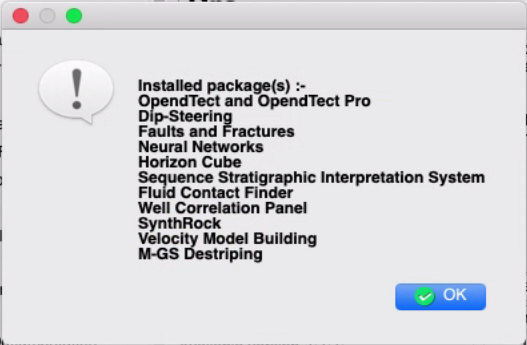 Installed package(s) :-
OpendTect and OpendTect Pro
Dip-Steering
Faults and Fractures
Neural Networks
Horizon Cube
Sequence Stratigraphic Interpretation System
Fluid Contact Finder
Well Correlation Panel
SynthRock
Velocity Model Building
M-GS Destriping
OK